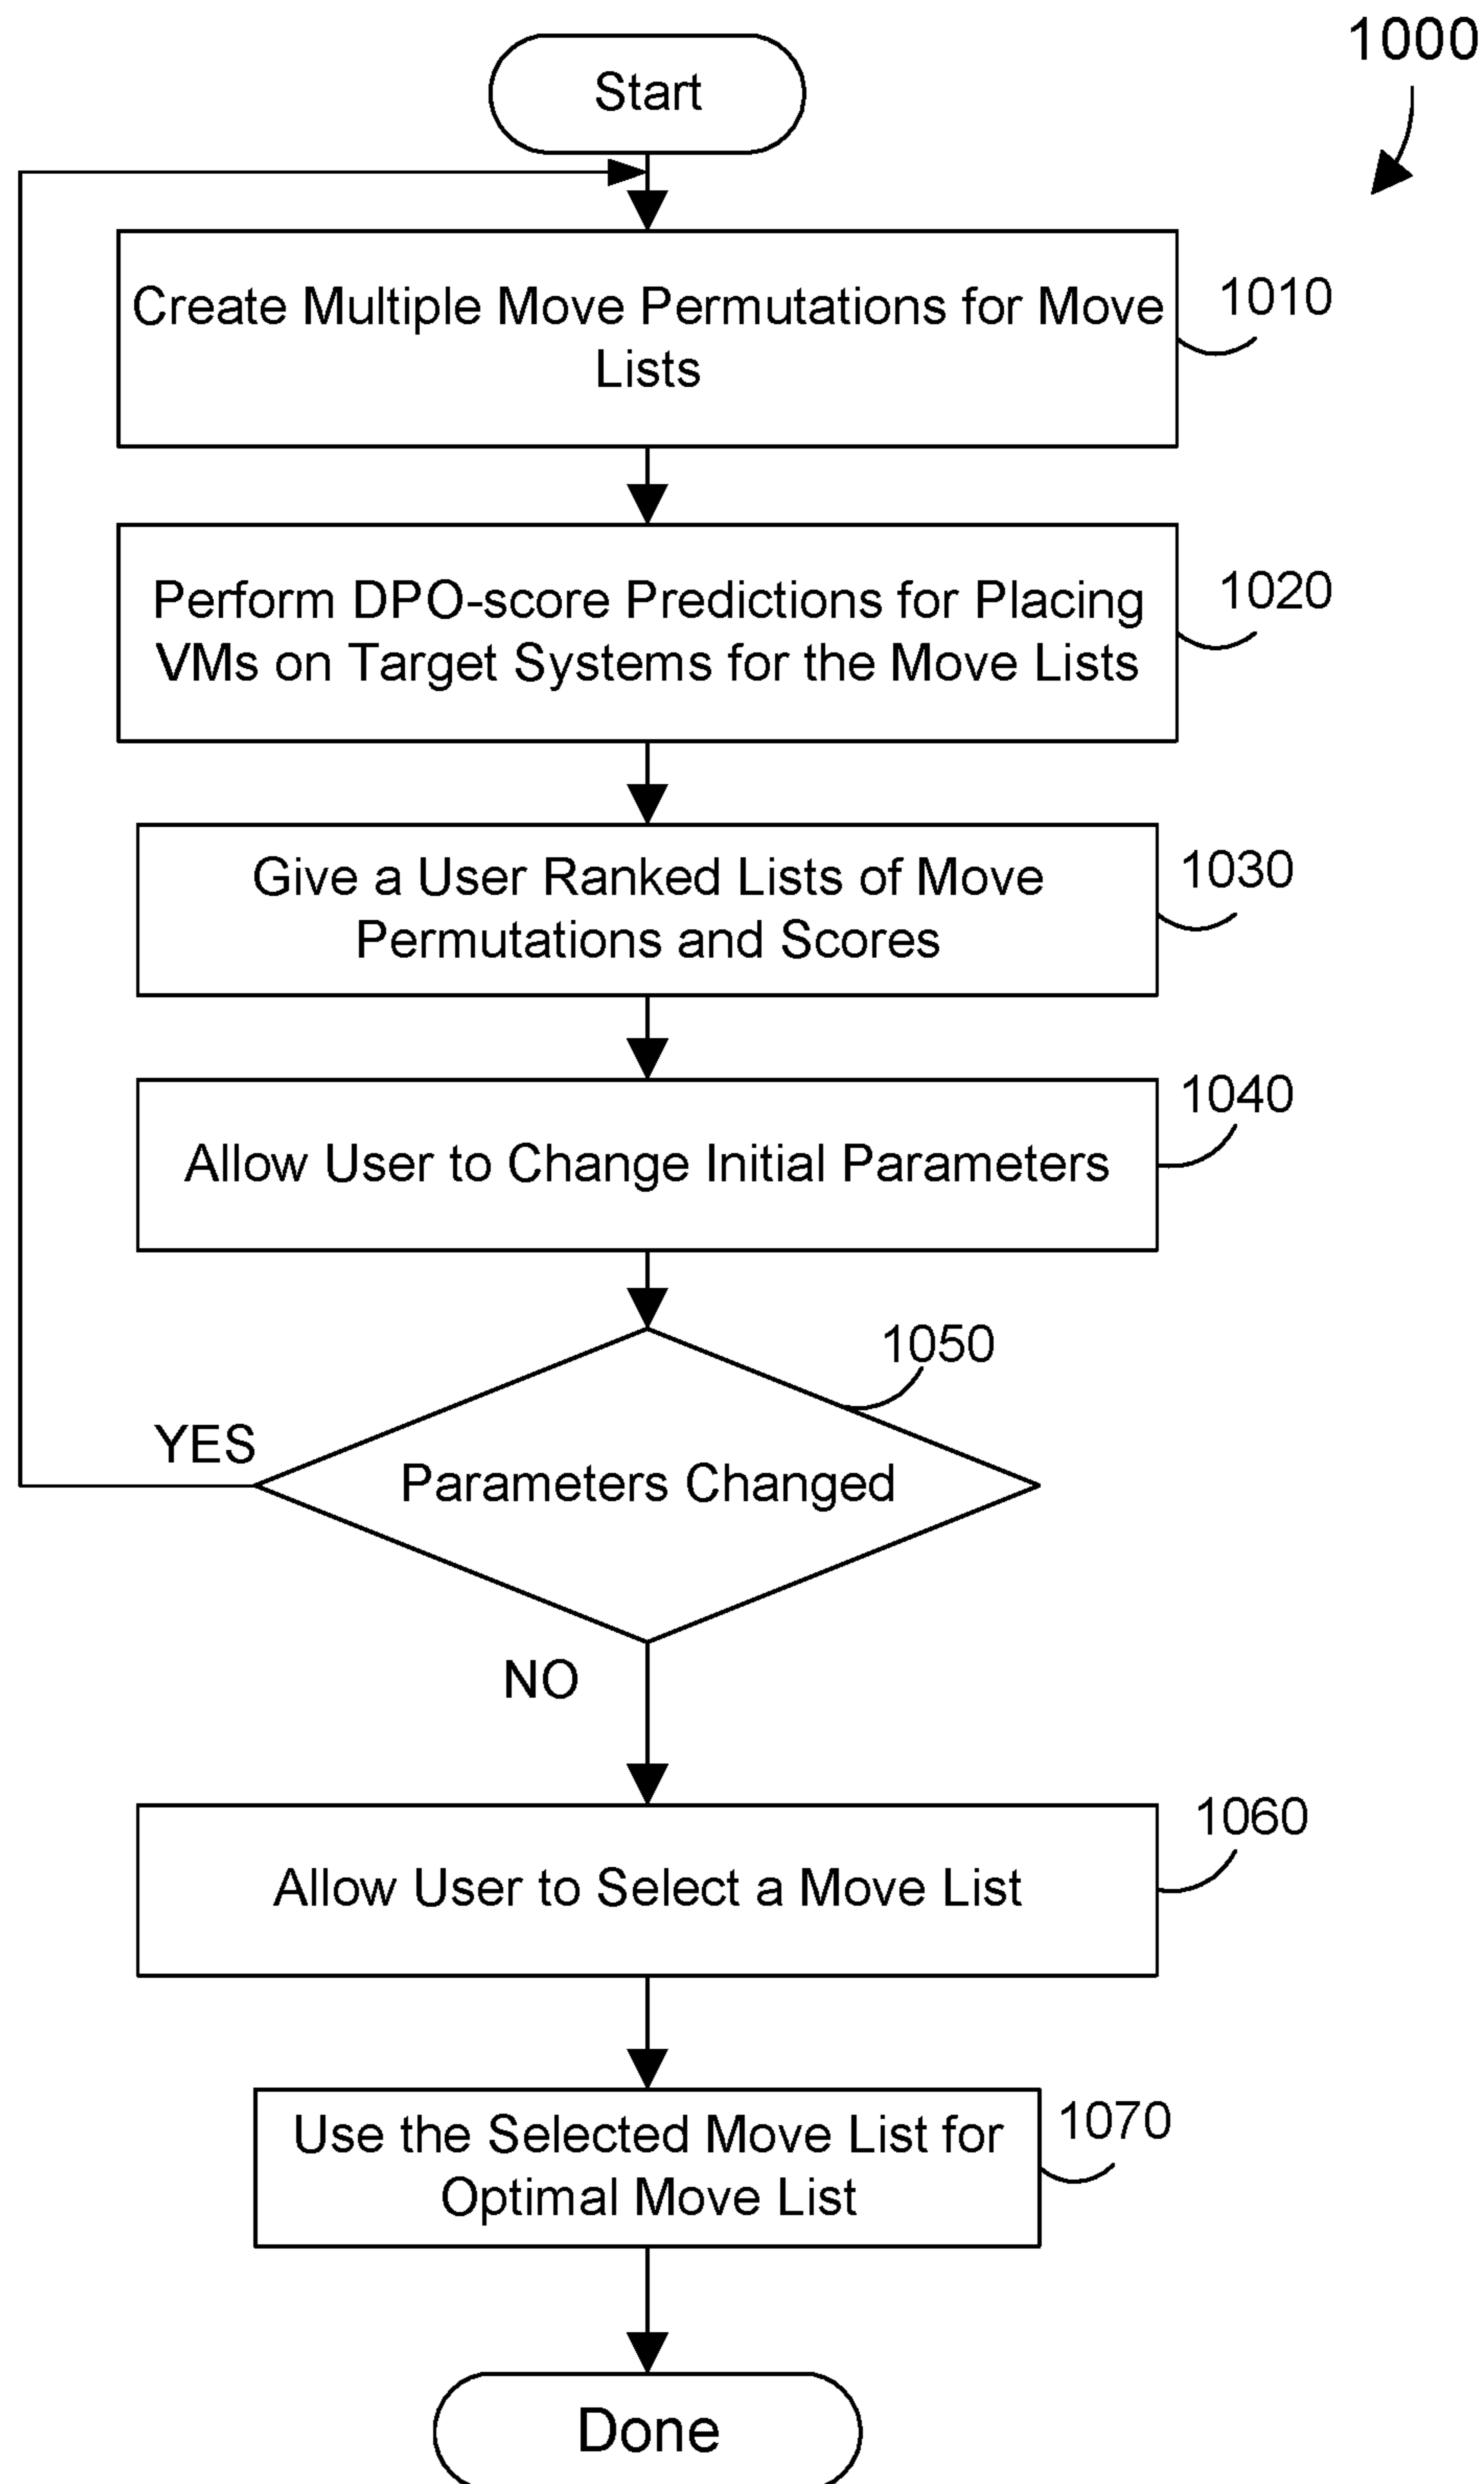 1000
Start
Create Multiple Move Permutations for Move
Lists
1010
Perform DPO-score Predictions for Placing
VMs on Target Systems for the Move Lists
1020
Give a User Ranked Lists of Move
Permutations and Scores
1030
Allow User to Change Initial Parameters
1040
1050
YES
Parameters Changed
NO
Allow User to Select a Move List
1060
Use the Selected Move List for
Optimal Move List
1070
Done